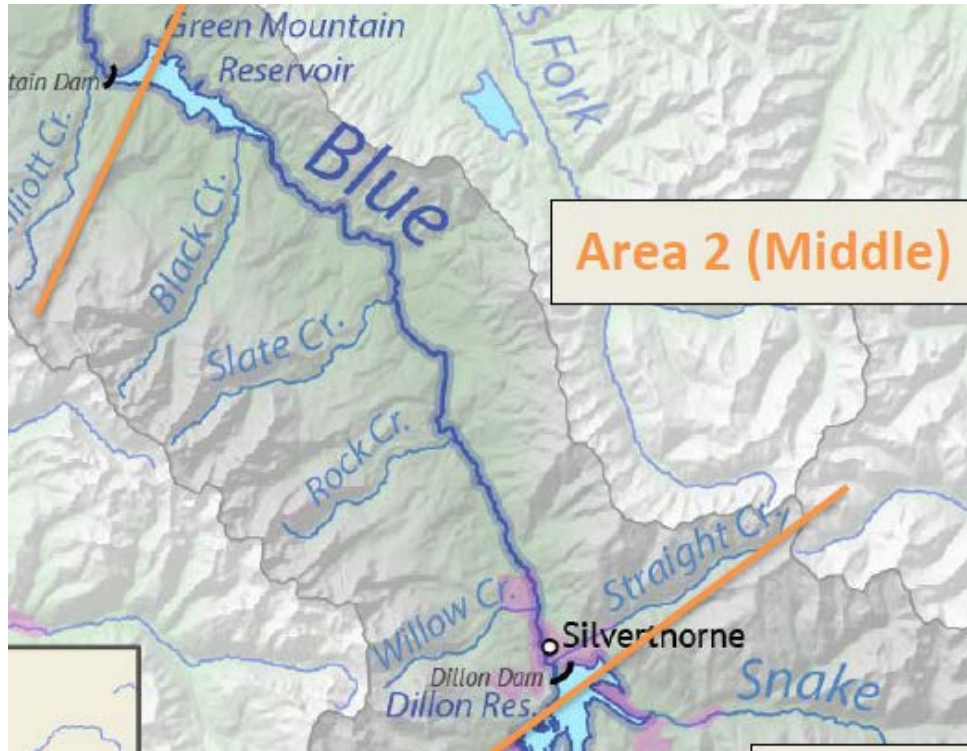 Green Mountain
Reservoir
tain Dam
Fork
Blue
Black Cr.
Area 2 (Middle)
Slate Cr.
Rock Cr.
Straight Cr.
Willow Cr.
Silverthorne
Dillon Dam
Dillon Res.
Snake